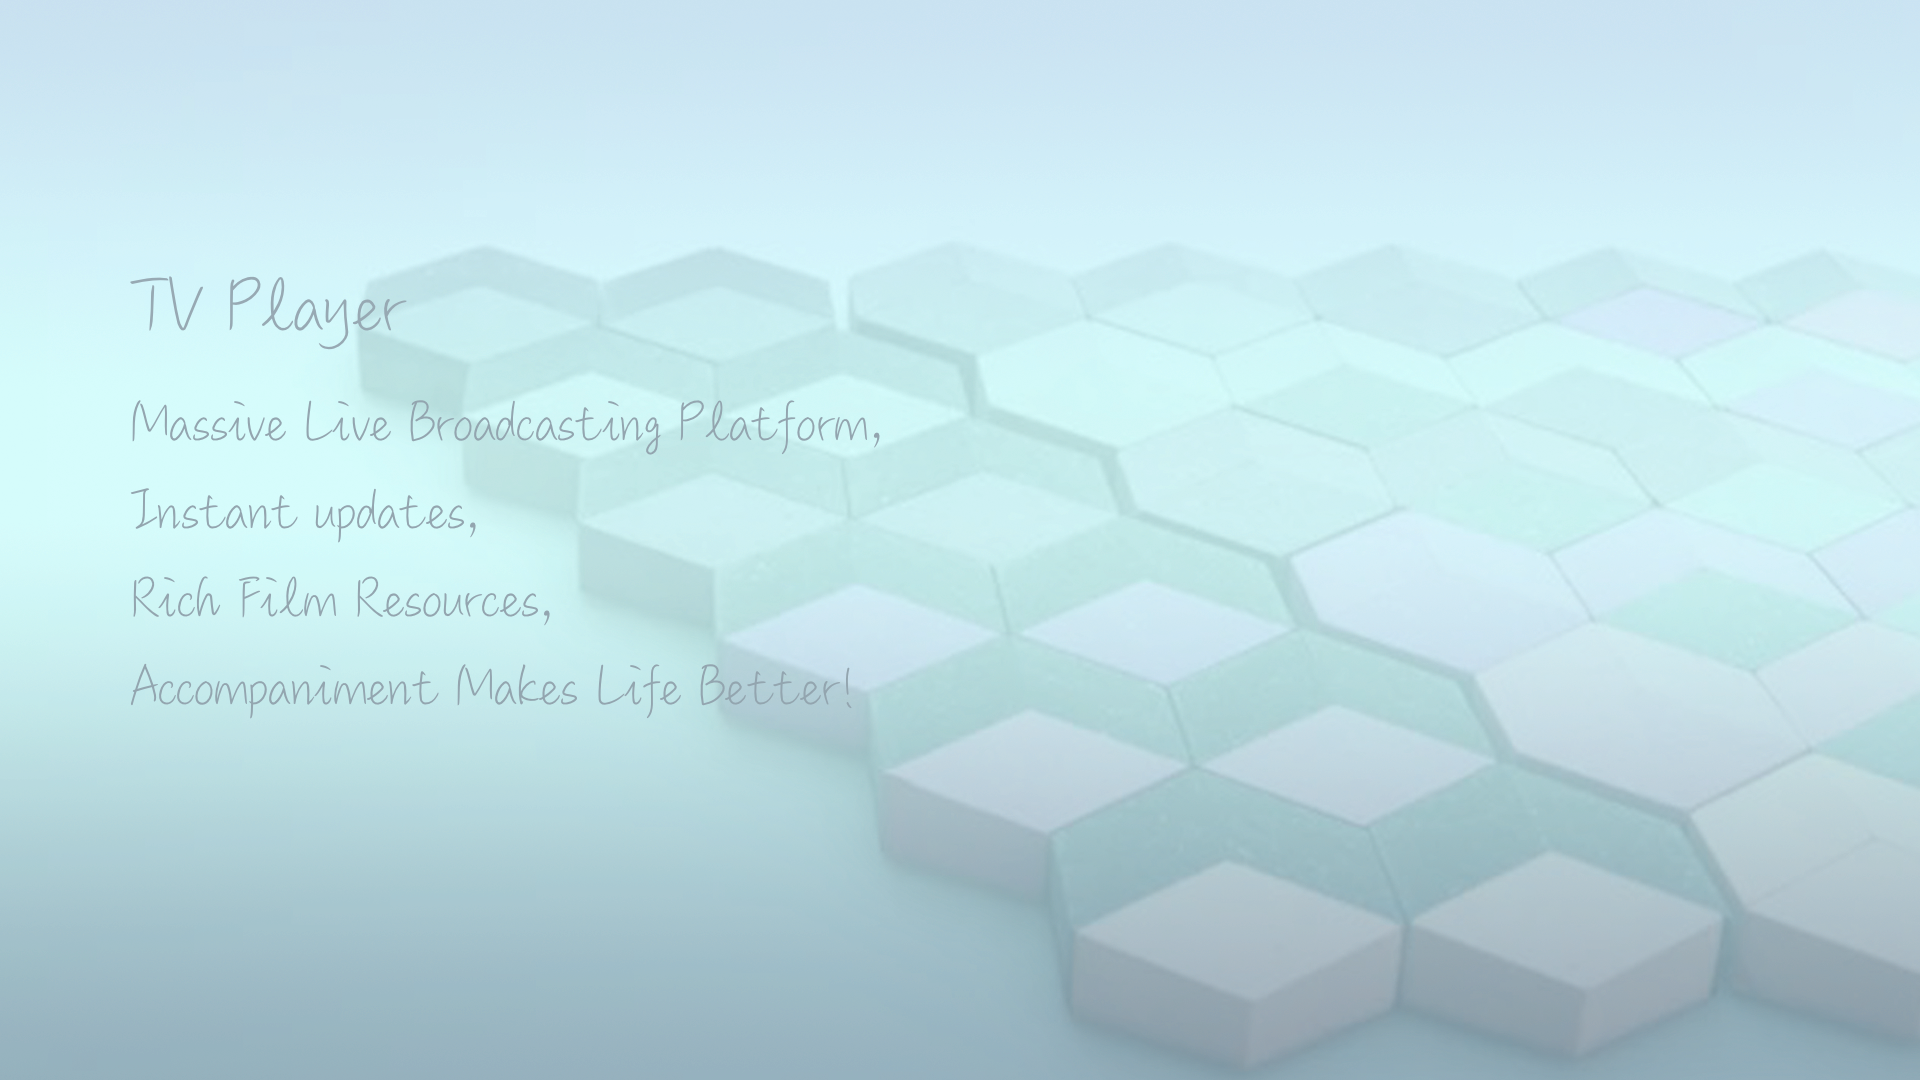 TV Player
Massive Live Broadcasting Platform,
Instant updates,
Rich Film Resources,
Accompaniment Makes Life Better!